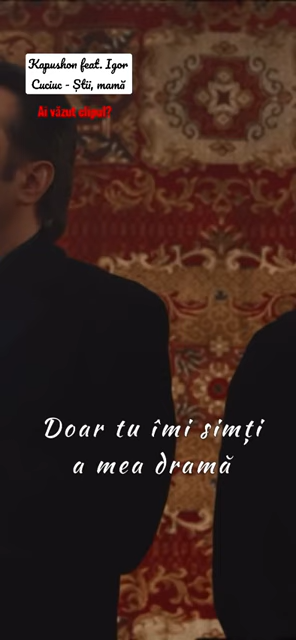 Kapushon feat. Igor
Cuciuc - Știi, mamă
Ai văzut clipul?
Doar tu îmi simți
a mea dramă